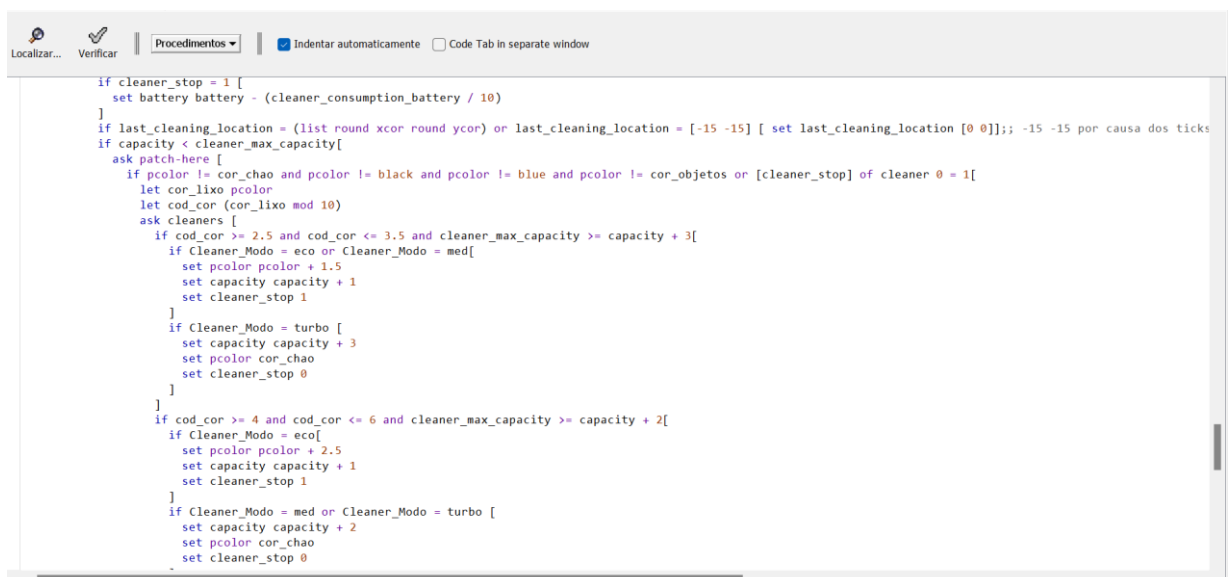 Localizar... Verificar Procedimentos Indentar automaticamente Code Tab in separate window
if cleaner_stop = 1 [
set battery battery - (cleaner_consumption_battery / 10)
]
if last_cleaning_location = (list round xcor round ycor) or last_cleaning_location = [-15 -15] [ set last_cleaning_location [0 0]];; -15 -15 por causa dos ticks
if capacity < cleaner_max_capacity[
ask patch-here [
if pcolor != cor_chao and pcolor != black and pcolor != blue and pcolor != cor_objetos or [cleaner_stop] of cleaner 0 = 1[
let cor_lixo pcolor
let cod_cor (cor_lixo mod 10)
ask cleaners [
if cod_cor >= 2.5 and cod_cor <= 3.5 and cleaner_max_capacity >= capacity + 3[
if Cleaner_Modo = eco or Cleaner_Modo = med[
set pcolor pcolor + 1.5
set capacity capacity + 1
set cleaner_stop 1
]
if Cleaner_Modo = turbo [
set capacity capacity + 3
set pcolor cor_chao
set cleaner_stop 0
]
]
if cod_cor >= 4 and cod_cor <= 6 and cleaner_max_capacity >= capacity + 2[
if Cleaner_Modo = eco[
set pcolor pcolor + 2.5
set capacity capacity + 1
set cleaner_stop 1
]
if Cleaner_Modo = med or Cleaner_Modo = turbo [
set capacity capacity + 2
set pcolor cor_chao
set cleaner_stop 0